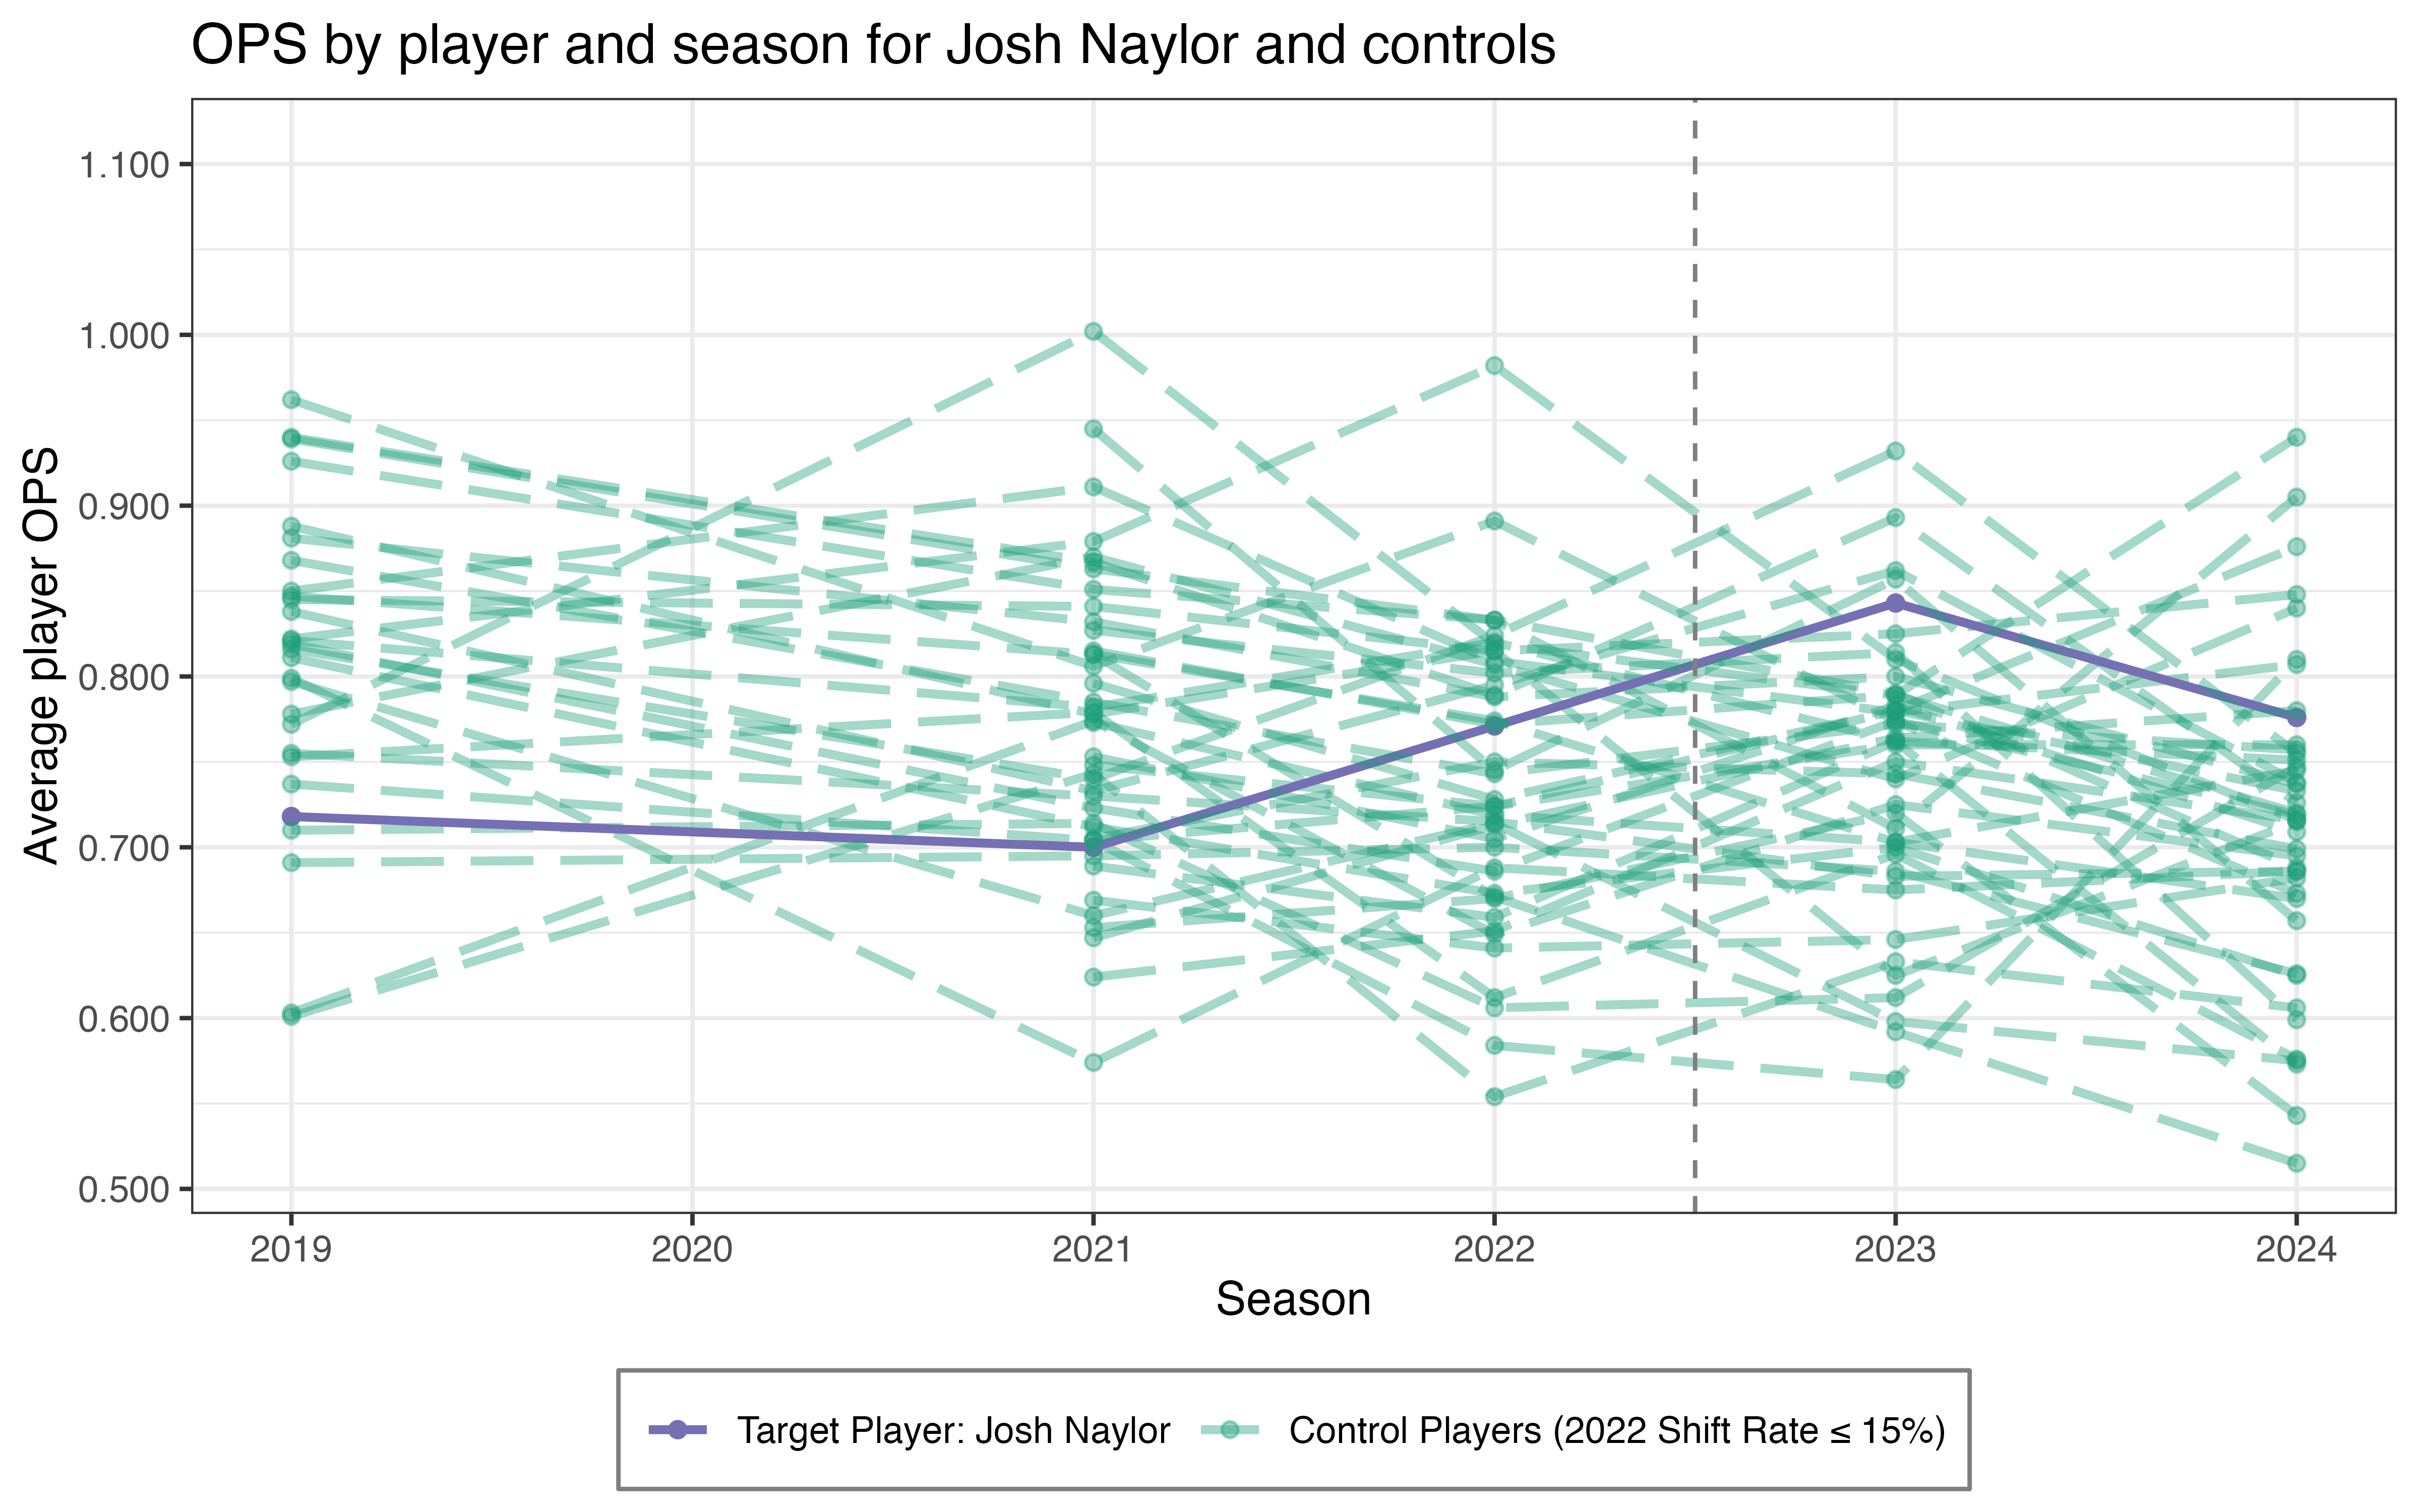 OPS by player and season for Josh Naylor and controls
Average player OPS
1.100
1.000
0.900
0.800
0.700
0.600
0.500
2019 2020 2021 2022 2023 2024
Season
Target Player: Josh Naylor Control Players (2022 Shift Rate ≤ 15%)